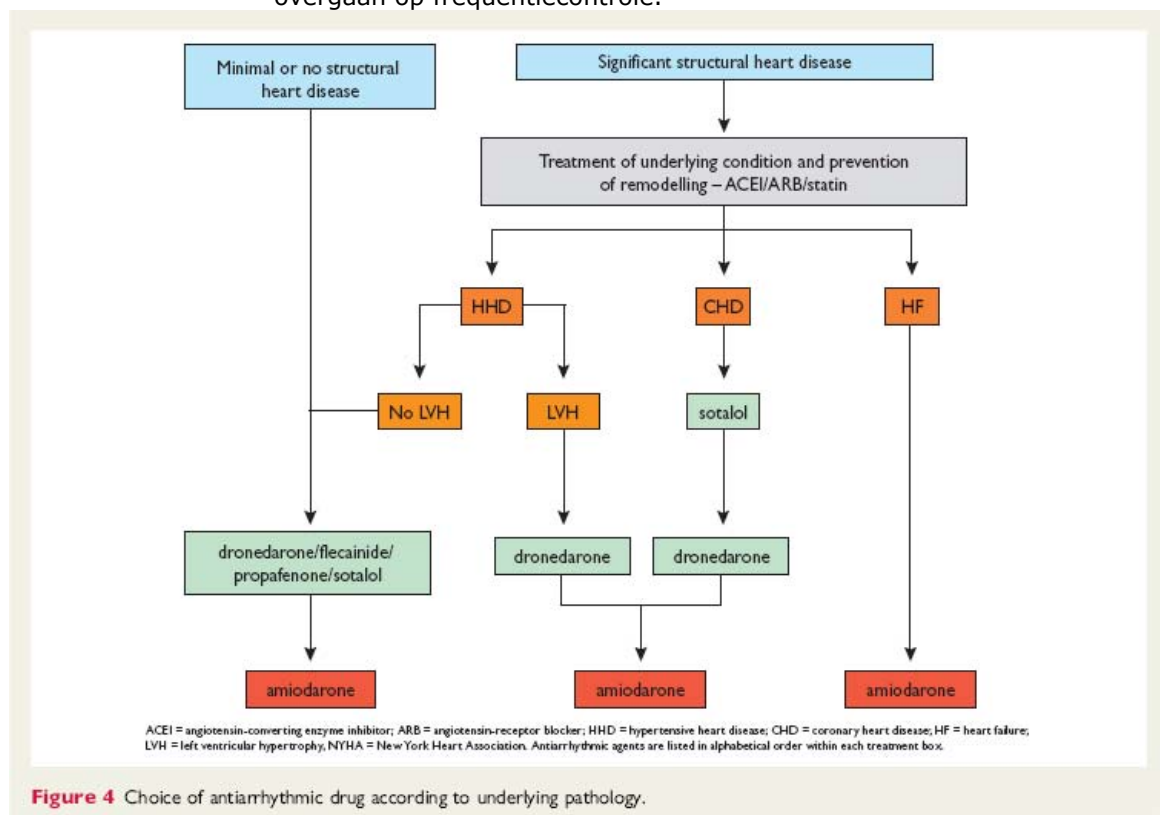 overgaan op frequentiecontrole.
Minimal or no structural
heart disease
Significant structural heart disease
Treatment of underlying condition and prevention
of remodelling – ACEI/ARB/statin
HHD
CHD
HF
No LVH
LVH
sotalol
dronedarone/flecainide/
propafenone/sotalol
dronedarone
dronedarone
amiodarone
amiodarone
amiodarone
ACEI = angiotensin-converting enzyme inhibitor; ARB = angiotensin-receptor blocker; HHD = hypertensive heart disease; CHD = coronary heart disease; HF = heart failure;
LVH = left ventricular hypertrophy, NYHA = New York Heart Association. Antiarrhythmic agents are listed in alphabetical order within each treatment box.
Figure 4 Choice of antiarrhythmic drug according to underlying pathology.